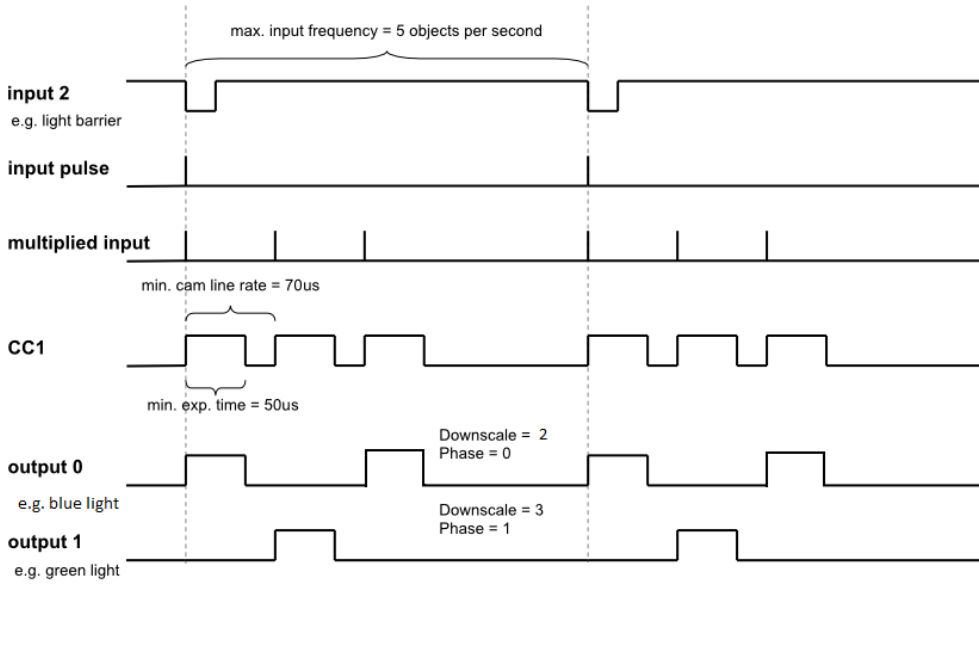 max. input frequency = 5 objects per second
input 2
e.g. light barrier
input pulse
multiplied input
min. cam line rate = 70us
CC1
min. exp. time = 50us
Downscale = 2
Phase = 0
output 0
e.g. blue light
Downscale = 3
Phase = 1
output 1
e.g. green light